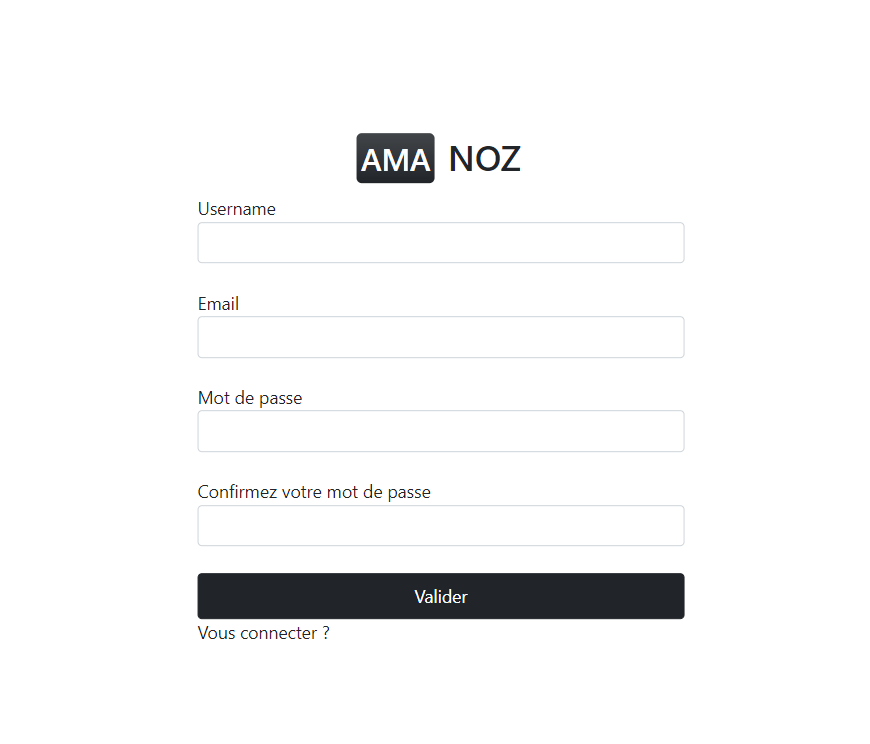 AMA NOZ
Username
Email
Mot de passe
Confirmez votre mot de passe
Valider
Vous connecter ?